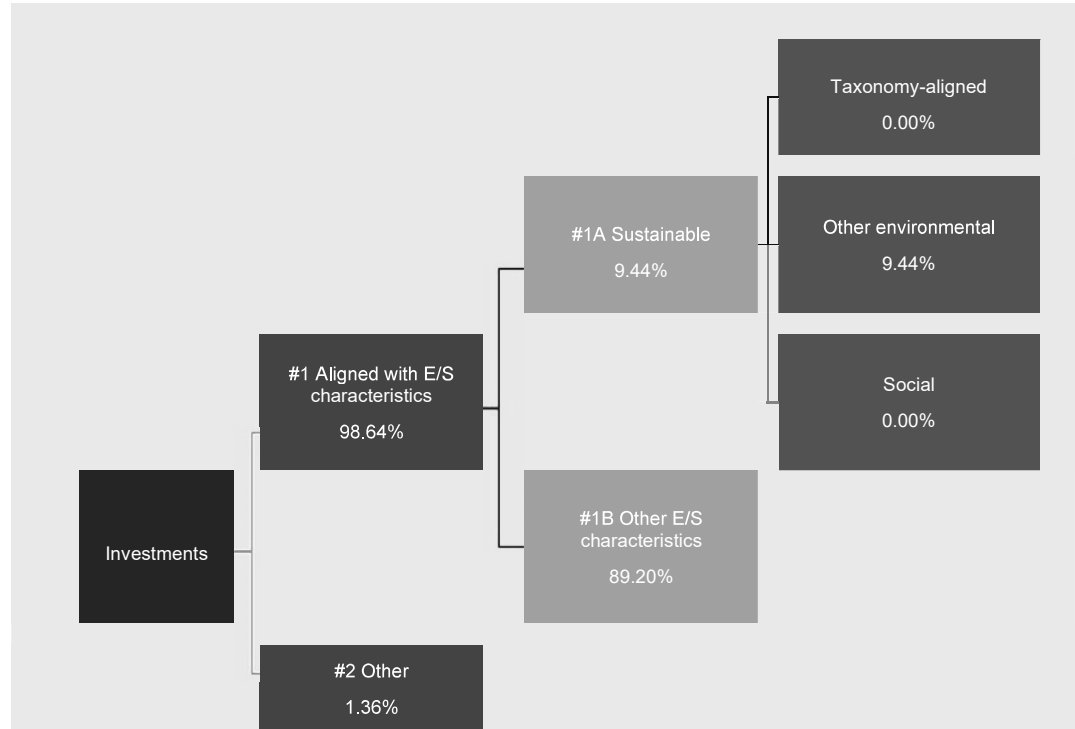 Taxonomy-aligned
0.00%
#1A Sustainable
9.44%
Other environmental
9.44%
#1 Aligned with E/S
characteristics
98.64%
Social
0.00%
Investments
#1B Other E/S
characteristics
89.20%
#2 Other
1.36%